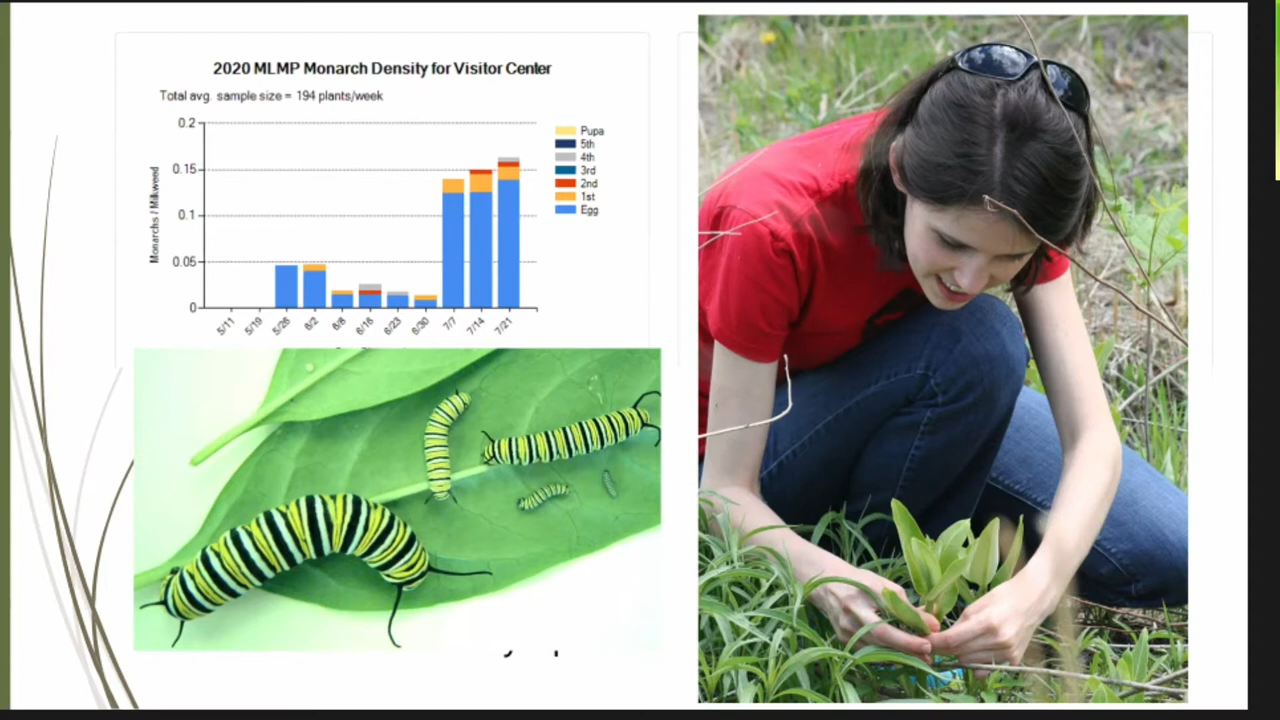 2020 MLMP Monarch Density for Visitor Center
Total avg. sample size = 194 plants/week
Monarchs / Milkweed
0.2
0.15
0.1
0.05
0
5/11
5/19
5/26
6/2
6/8
6/16
6/23
6/30
7/7
7/14
7/21
Pupa
5th
4th
3rd
2nd
1st
Egg